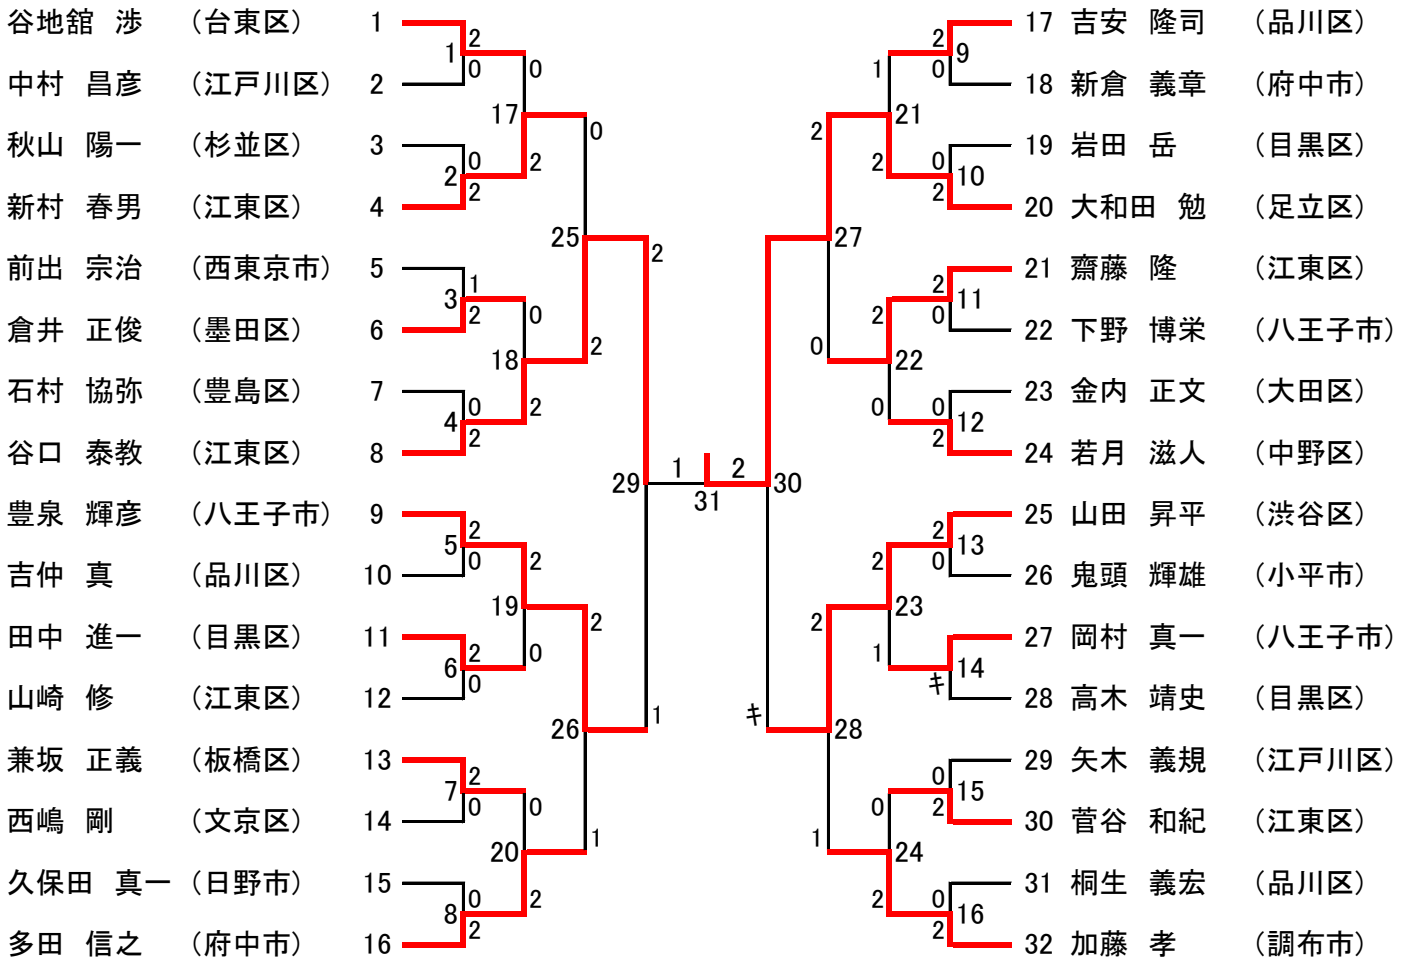 谷地舘 渉 （台東区） 1
中村 昌彦 （江戸川区） 2
秋山 陽一 （杉並区） 3
新村 春男 （江東区） 4
前出 宗治 （西東京市） 5
倉井 正俊 （墨田区） 6
石村 協弥 （豊島区） 7
谷口 泰教 （江東区） 8
豊泉 輝彦 （八王子市） 9
吉仲 真 （品川区） 10
田中 進一 （目黒区） 11
山崎 修 （江東区） 12
兼坂 正義 （板橋区） 13
西嶋 剛 （文京区） 14
久保田 真一 （日野市） 15
多田 信之 （府中市） 16
1 2 0
2 0 2
3 1 2
4 0 2
5 2 0
6 2 0
7 2 0
8 0 2
17 0 2
18 0 2
19 2 0
20 0 2
25 0 2
26 2 1
29 2 1
1 31 2
30 キ
27 2 0
28 2 1
21 1 2
22 2 0
23 2 1
24 0 2
2 9 0
0 10 2
2 11 0
0 12 2
2 13 0
14 キ
0 15 2
0 16 2
17 吉安 隆司 （品川区）
18 新倉 義章 （府中市）
19 岩田 岳 （目黒区）
20 大和田 勉 （足立区）
21 齋藤 隆 （江東区）
22 下野 博栄 （八王子市）
23 金内 正文 （大田区）
24 若月 滋人 （中野区）
25 山田 昇平 （渋谷区）
26 鬼頭 輝雄 （小平市）
27 岡村 真一 （八王子市）
28 高木 靖史 （目黒区）
29 矢木 義規 （江戸川区）
30 菅谷 和紀 （江東区）
31 桐生 義宏 （品川区）
32 加藤 孝 （調布市）